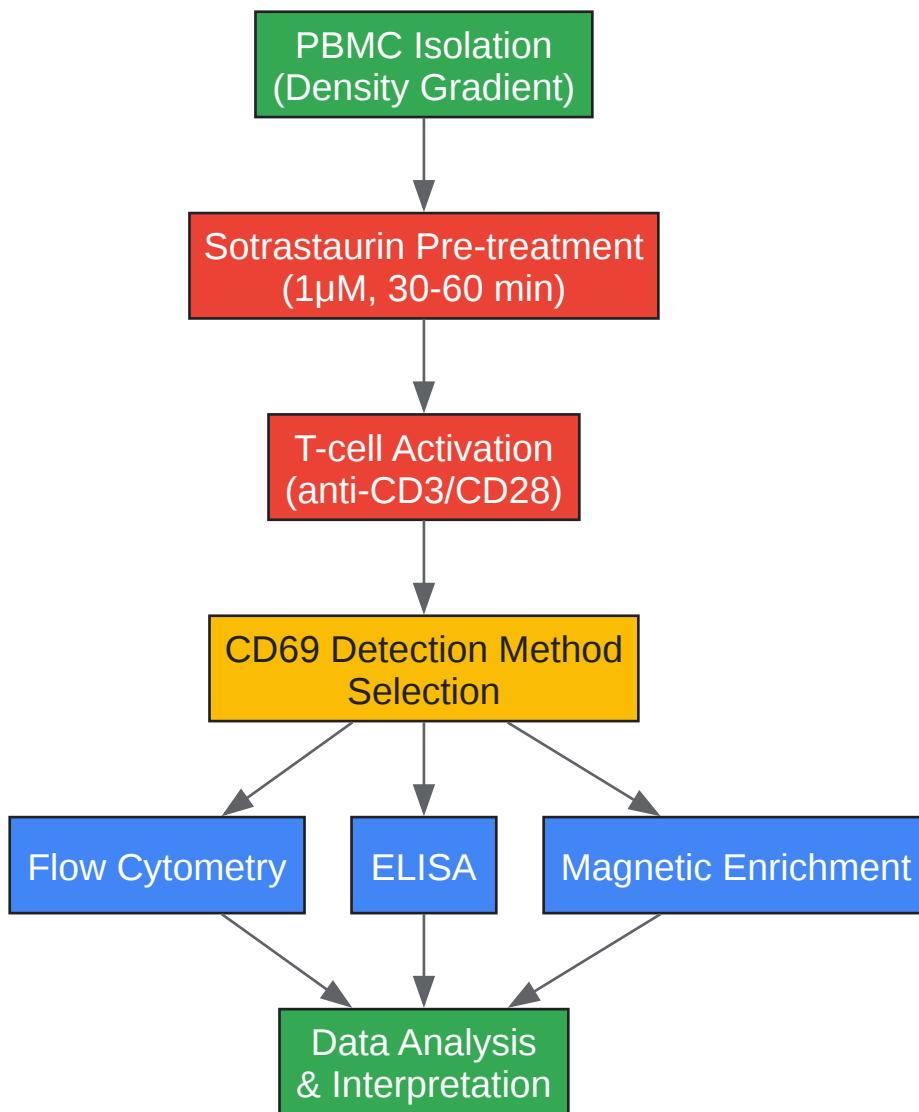 PBMC Isolation
(Density Gradient)
Sotrastaurin Pre-treatment
(1μM, 30-60 min)
T-cell Activation
(anti-CD3/CD28)
CD69 Detection Method
Selection
Flow Cytometry
ELISA
Magnetic Enrichment
Data Analysis
& Interpretation